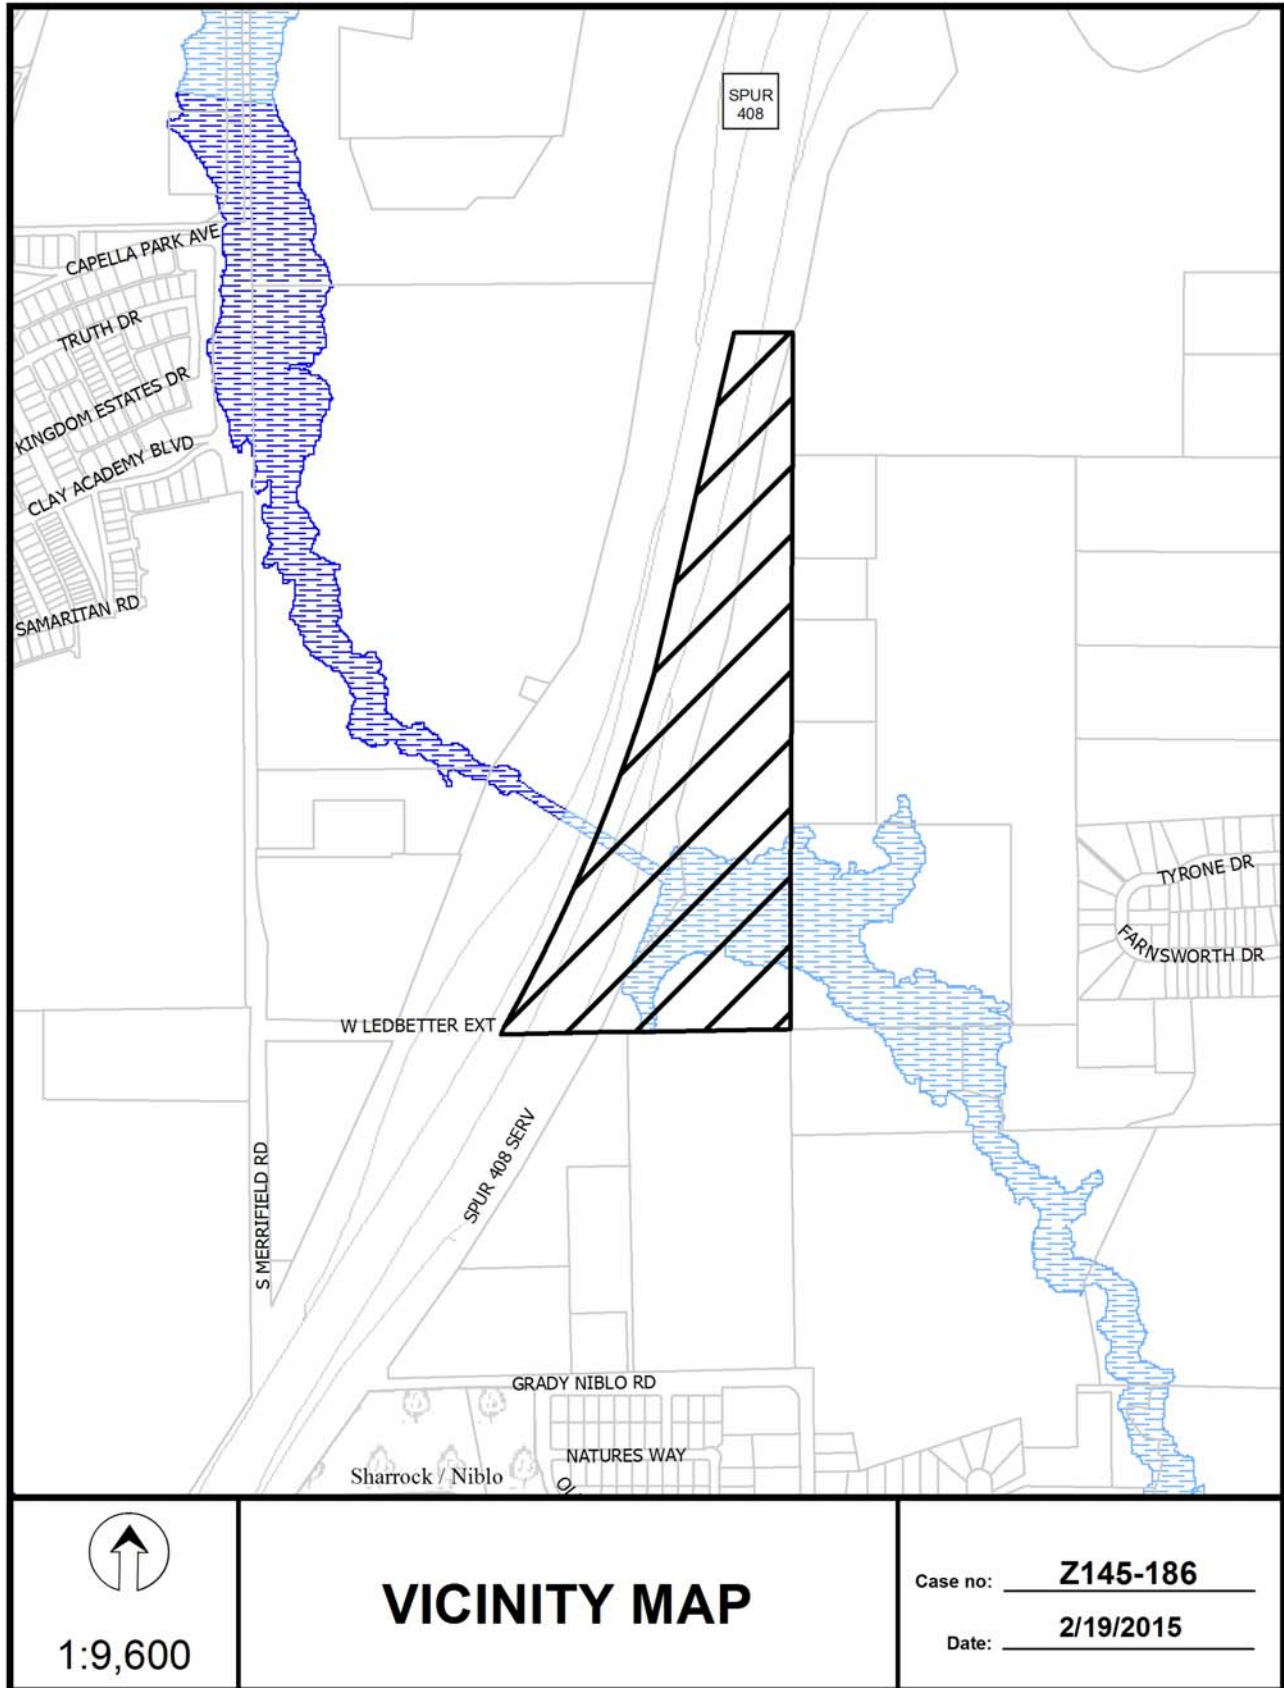 SPUR
408
CAPELLA PARK AVE
TRUTH DR
KINGDOM ESTATES DR
CLAY ACADEMY BLVD
SAMARITAN RD
TYRONE DR
FARNSWORTH DR
W LEDBETTER EXT
SPUR 408 SERV
S MERRIFIELD RD
GRADY NIBLO RD
NATURES WAY
Sharrock / Niblo
1:9,600
VICINITY MAP
Case no: Z145-186
Date: 2/19/2015